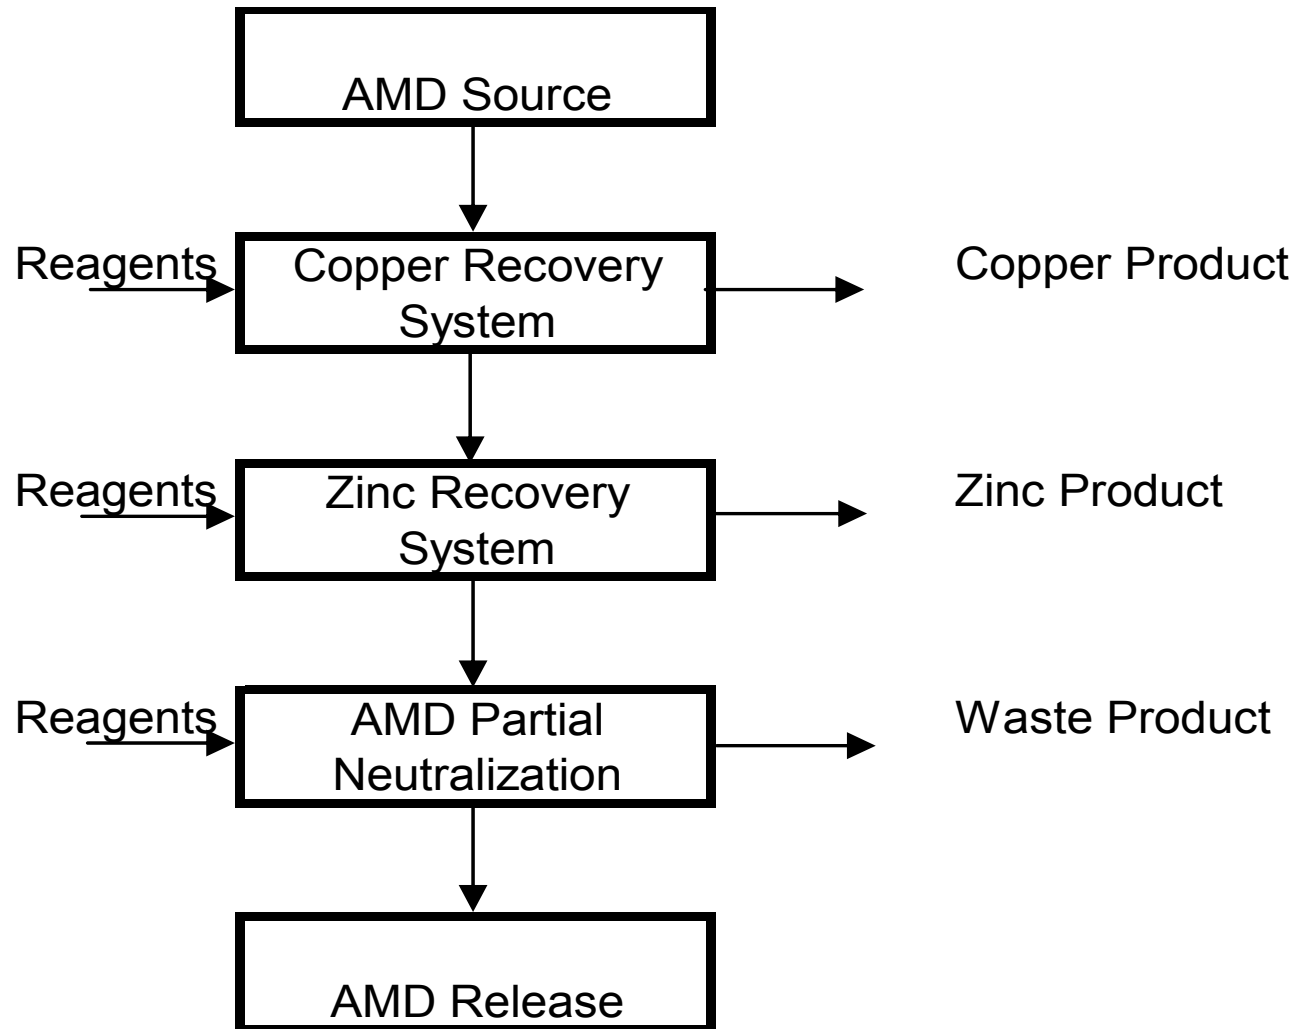 AMD Source
Reagents
Copper Recovery
System
Copper Product
Reagents
Zinc Recovery
System
Zinc Product
Reagents
AMD Partial
Neutralization
Waste Product
AMD Release